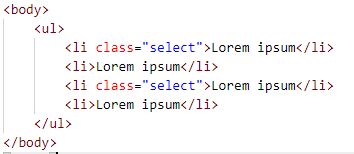 <body>
    <ul>
        <li class="select">Lorem ipsum</li>
        <li>Lorem ipsum</li>
        <li class="select">Lorem ipsum</li>
        <li>Lorem ipsum</li>
    </ul>
</body>